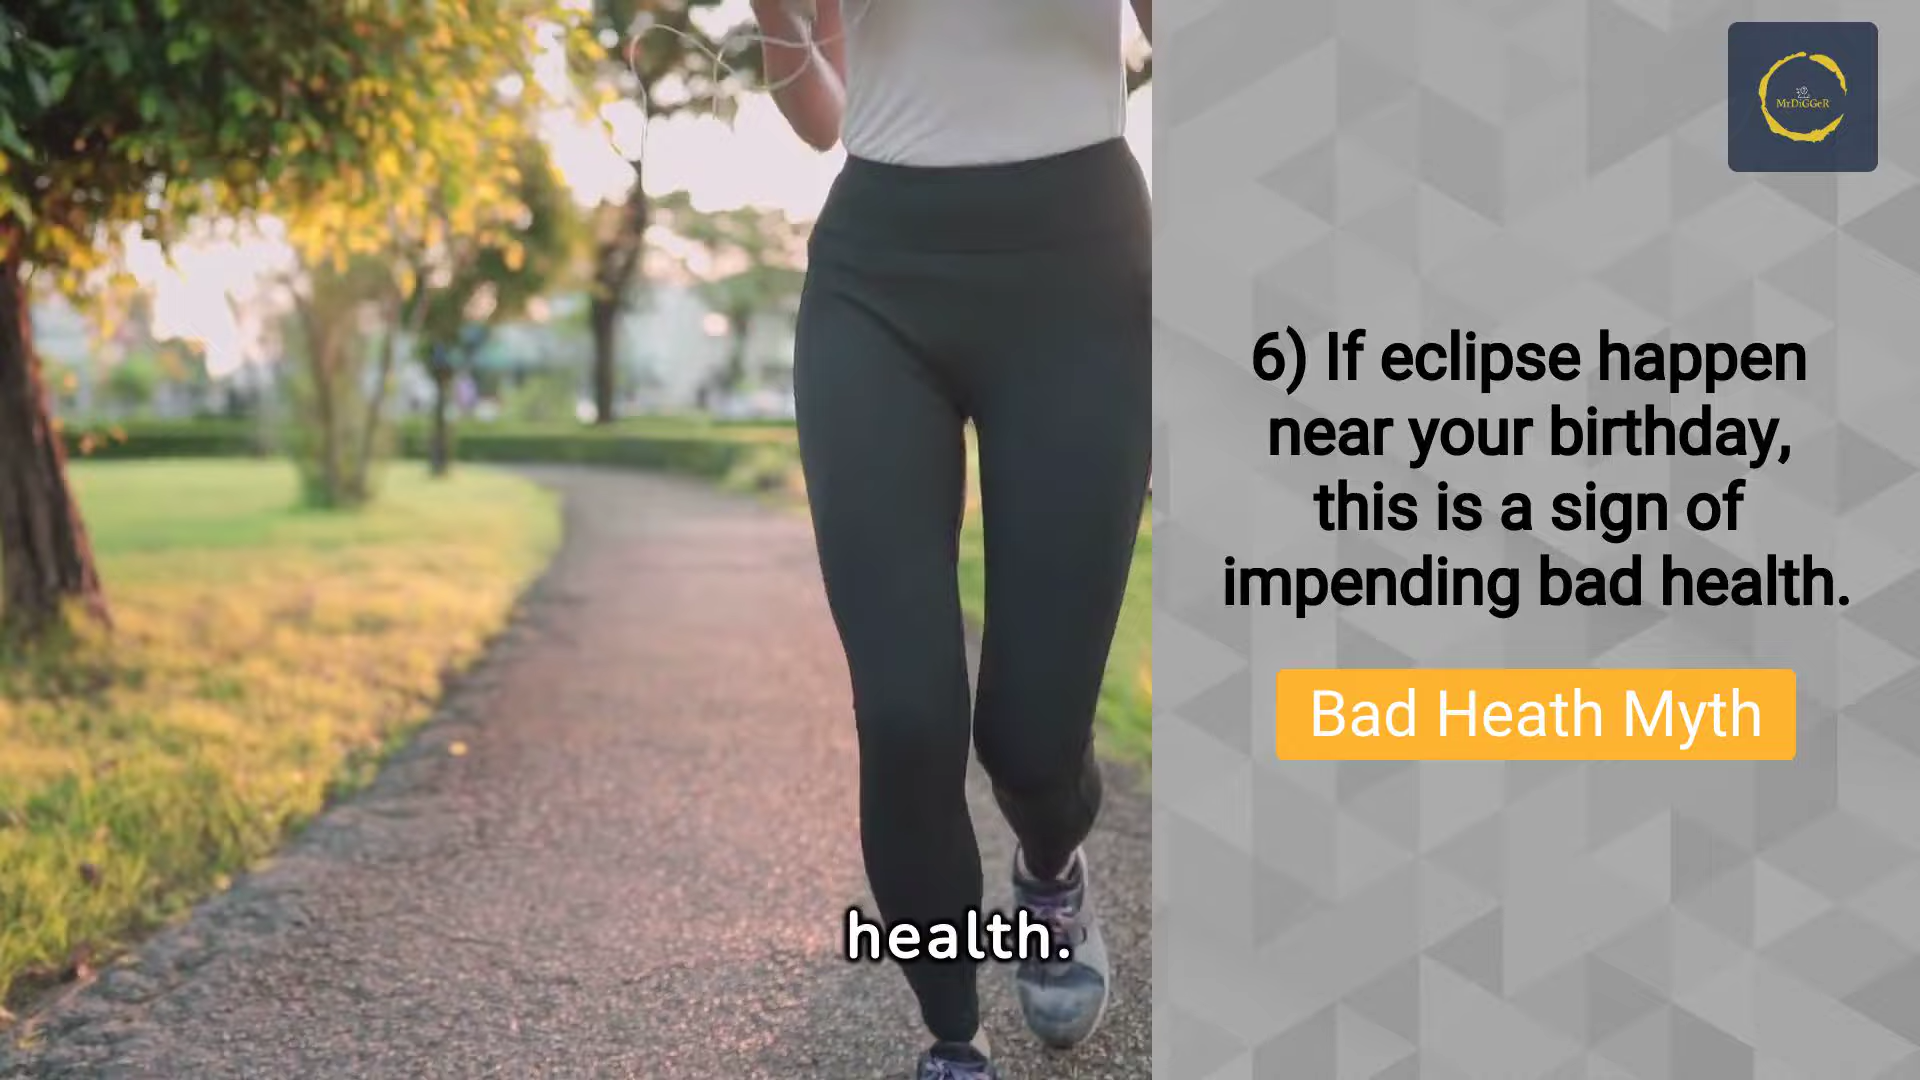 MrDiGGeR
6) If eclipse happen
near your birthday,
this is a sign of
impending bad health.
Bad Heath Myth
health.